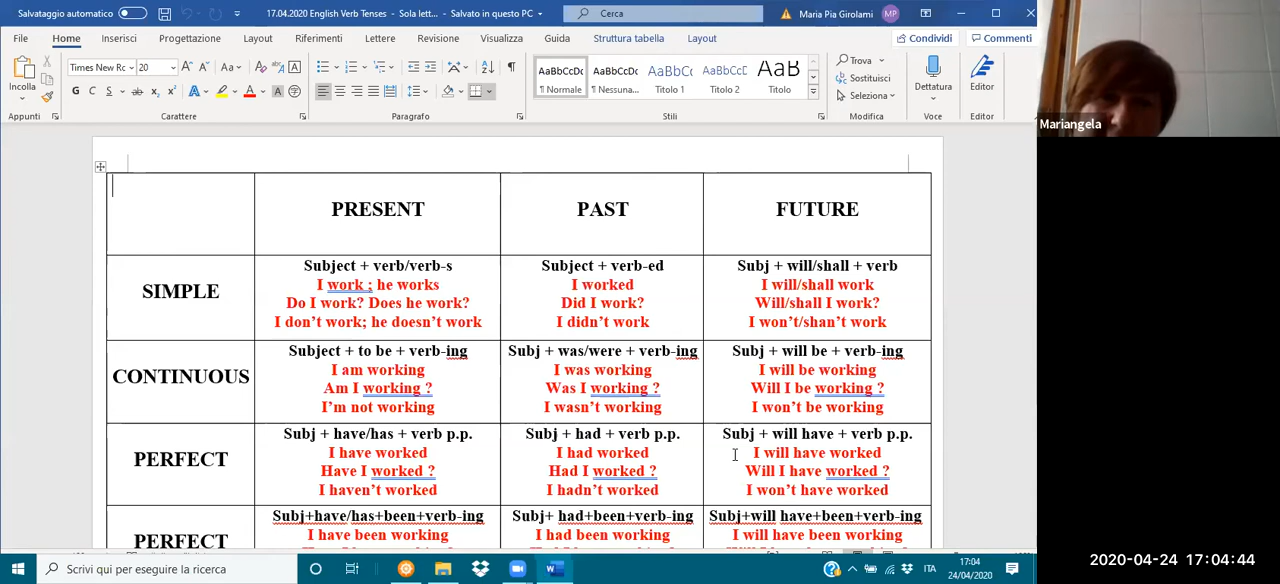 Salvataggio automatico 17.04.2020 English Verb Tenses - Sola lett... - Salvato in questo PC Cerca Maria Pia Girolami MP
File Home Inserisci Progettazione Layout Riferimenti Lettere Revisione Visualizza Guida Struttura tabella Layout Condividi Commenti
Times New Ro 20 Aa
Incolla
G C S ab
AaBbCcDc AaBbCcDc AaBbCc AaBbCcD AaB
¶ Normale ¶ Nessuna... Titolo 1 Titolo 2 Titolo
Trova
Sostituisci
Seleziona
Dettatura Editor
Appunti Carattere Paragrafo Stili Modifica Voce Editor
Mariangela
PRESENT PAST FUTURE
SIMPLE
Subject + verb/verb-s
I work ; he works
Do I work? Does he work?
I don't work; he doesn't work
Subject + verb-ed
I worked
Did I work?
I didn't work
Subj + will/shall + verb
I will/shall work
Will/shall I work?
I won't/shan't work
CONTINUOUS
Subject + to be + verb-ing
I am working
Am I working ?
I'm not working
Subj + was/were + verb-ing
I was working
Was I working ?
I wasn't working
Subj + will be + verb-ing
I will be working
Will I be working ?
I won't be working
PERFECT
Subj + have/has + verb p.p.
I have worked
Have I worked ?
I haven't worked
Subj + had + verb p.p.
I had worked
Had I worked ?
I hadn't worked
Subj + will have + verb p.p.
I will have worked
Will I have worked ?
I won't have worked
PERFECT
Subj+have/has+been+verb-ing
I have been working
Subj+ had+been+verb-ing
I had been working
Subj+will have+been+verb-ing
I will have been working
Scrivi qui per eseguire la ricerca
ITA
17:04
24/04/2020
2020-04-24 17:04:44